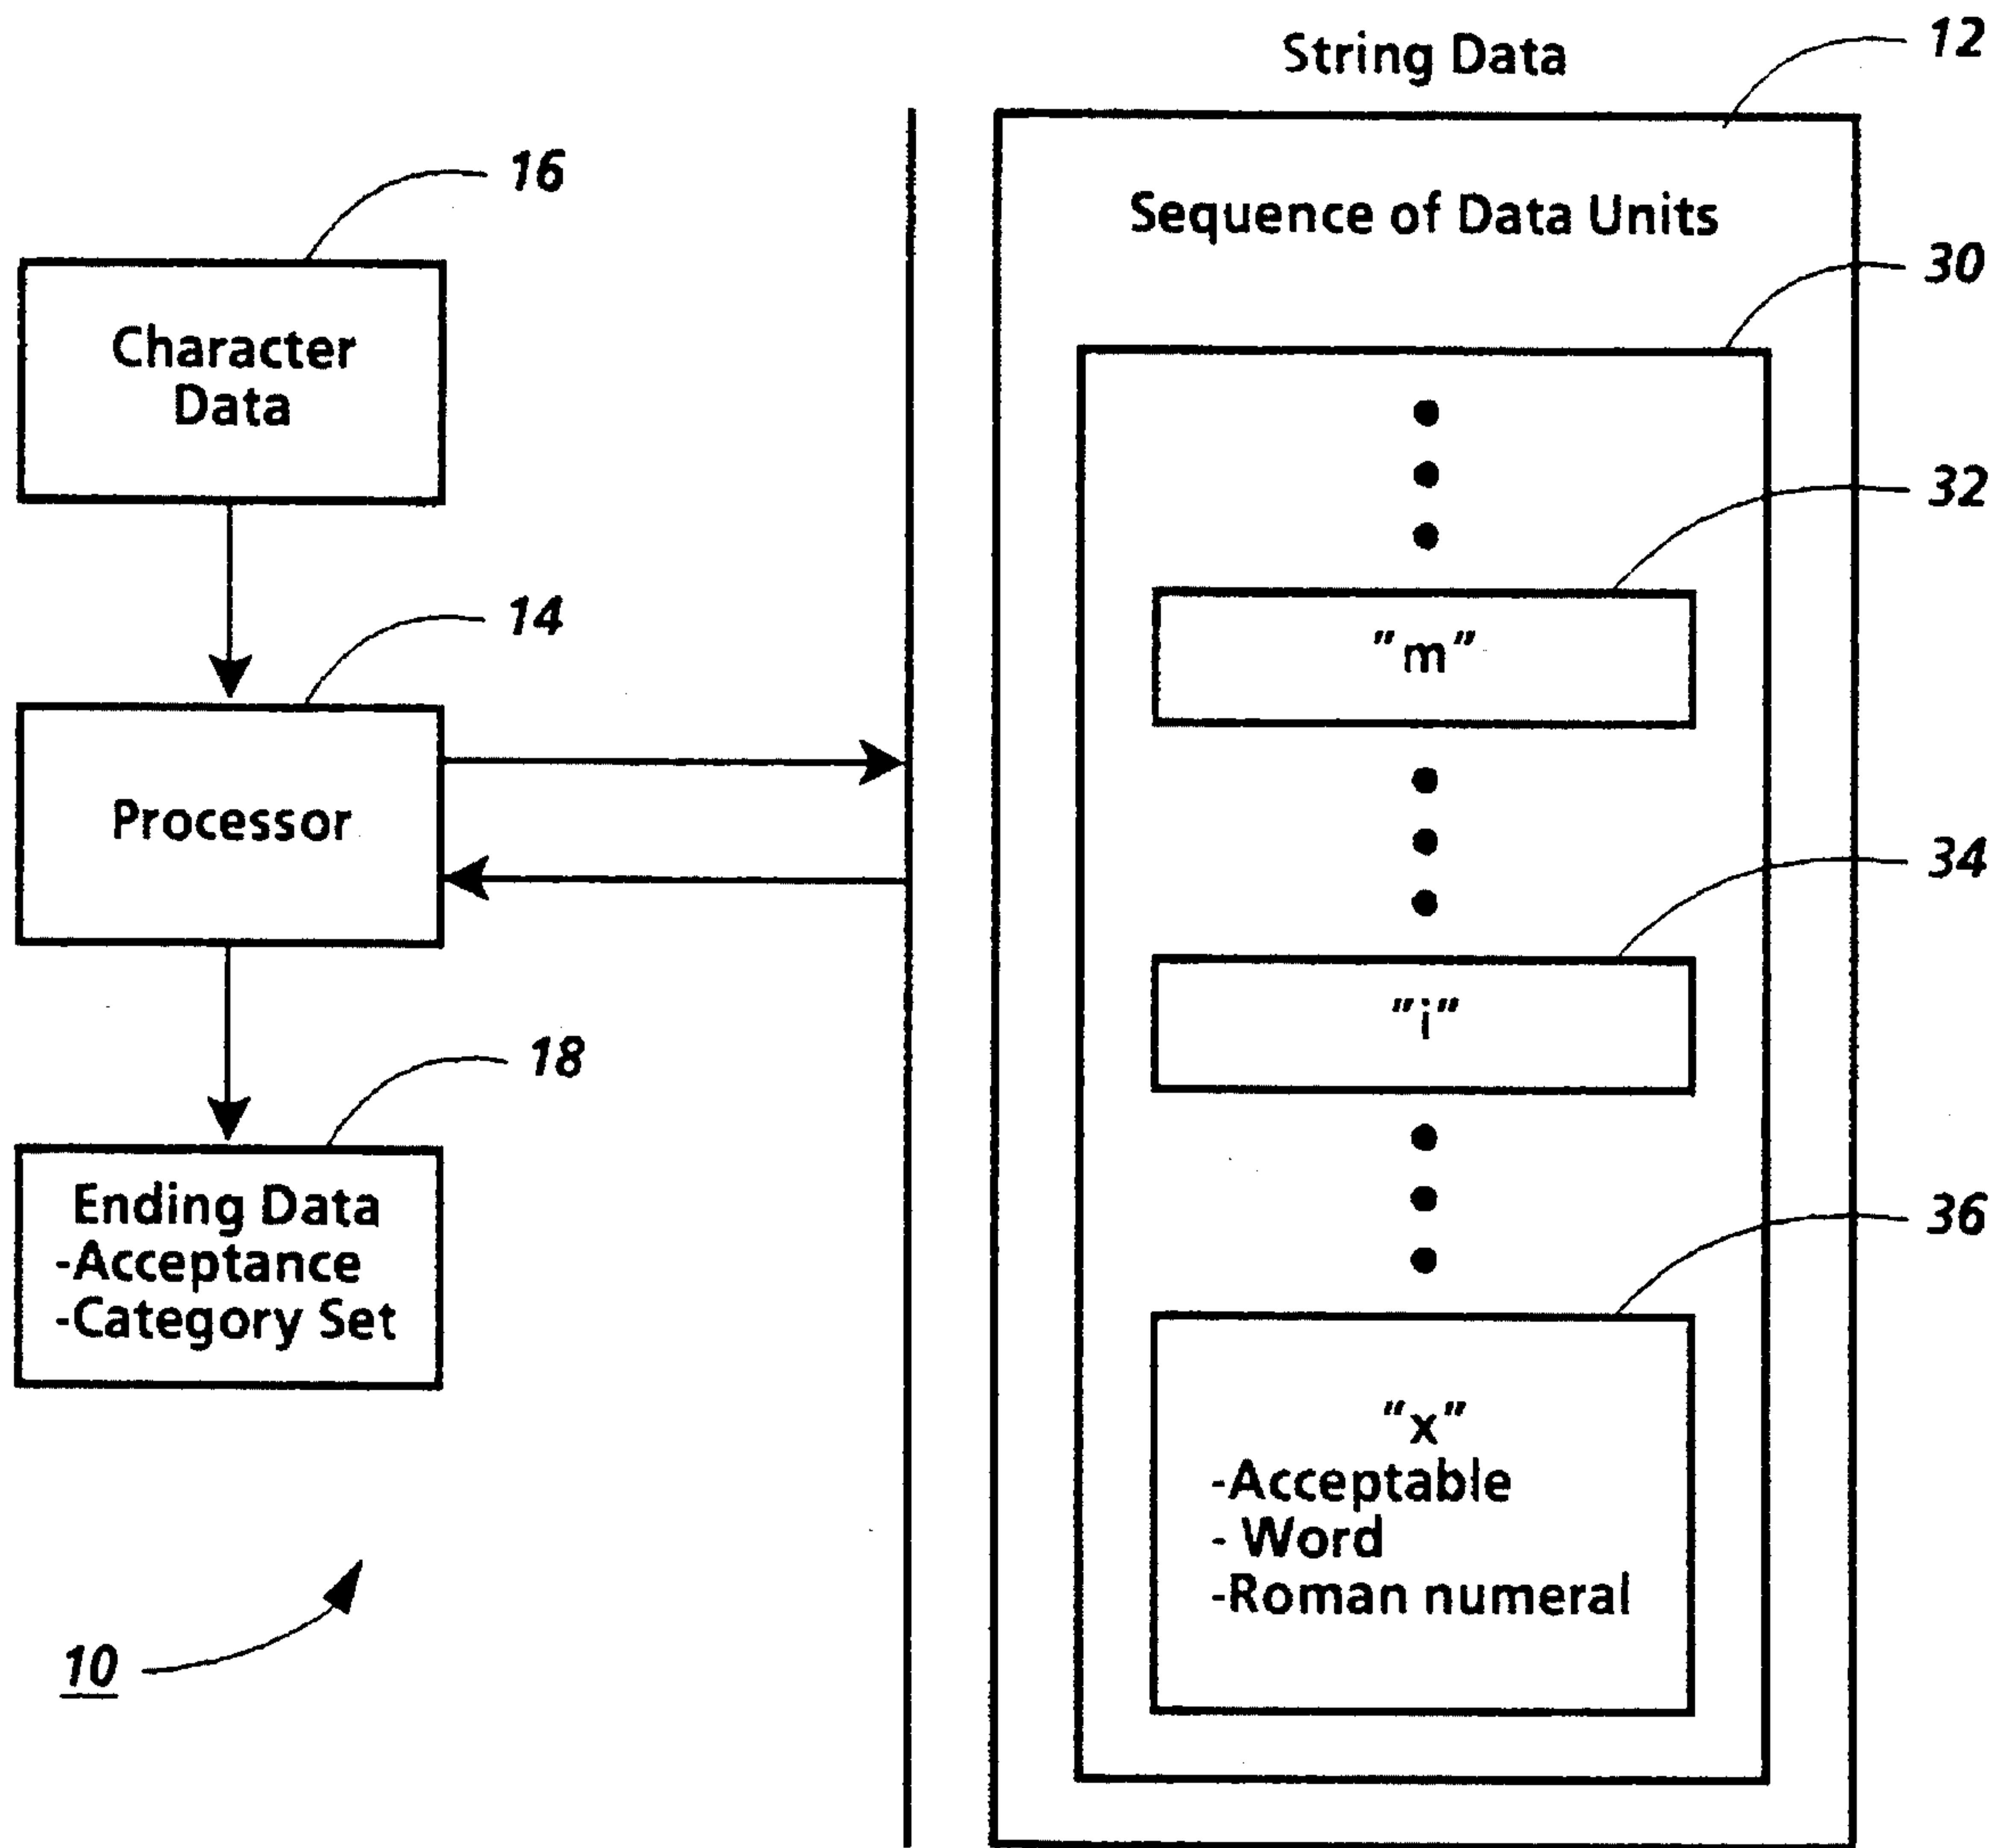 16
Character
Data
14
Processor
18
Ending Data
-Acceptance
-Category Set
10
String Data
12
Sequence of Data Units
30
32
"m"
34
"i"
36
"x"
-Acceptable
- Word
-Roman numeral